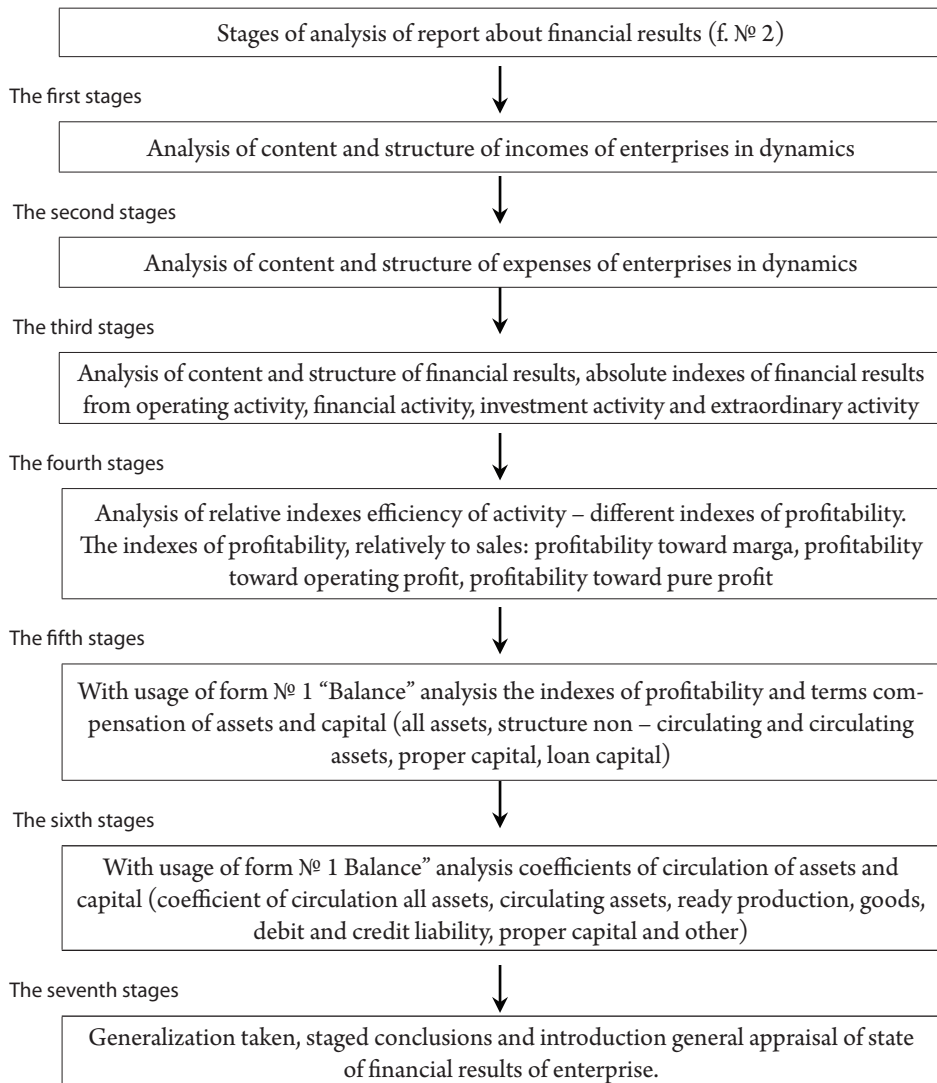 Stages of analysis of report about financial results (f. № 2)
The first stages
Analysis of content and structure of incomes of enterprises in dynamics
The second stages
Analysis of content and structure of expenses of enterprises in dynamics
The third stages
Analysis of content and structure of financial results, absolute indexes of financial results
from operating activity, financial activity, investment activity and extraordinary activity
The fourth stages
Analysis of relative indexes efficiency of activity – different indexes of profitability.
The indexes of profitability, relatively to sales: profitability toward marga, profitability
toward operating profit, profitability toward pure profit
The fifth stages
With usage of form № 1 “Balance” analysis the indexes of profitability and terms com-
pensation of assets and capital (all assets, structure non – circulating and circulating
assets, proper capital, loan capital)
The sixth stages
With usage of form № 1 Balance” analysis coefficients of circulation of assets and
capital (coefficient of circulation all assets, circulating assets, ready production, goods,
debit and credit liability, proper capital and other)
The seventh stages
Generalization taken, staged conclusions and introduction general appraisal of state
of financial results of enterprise.